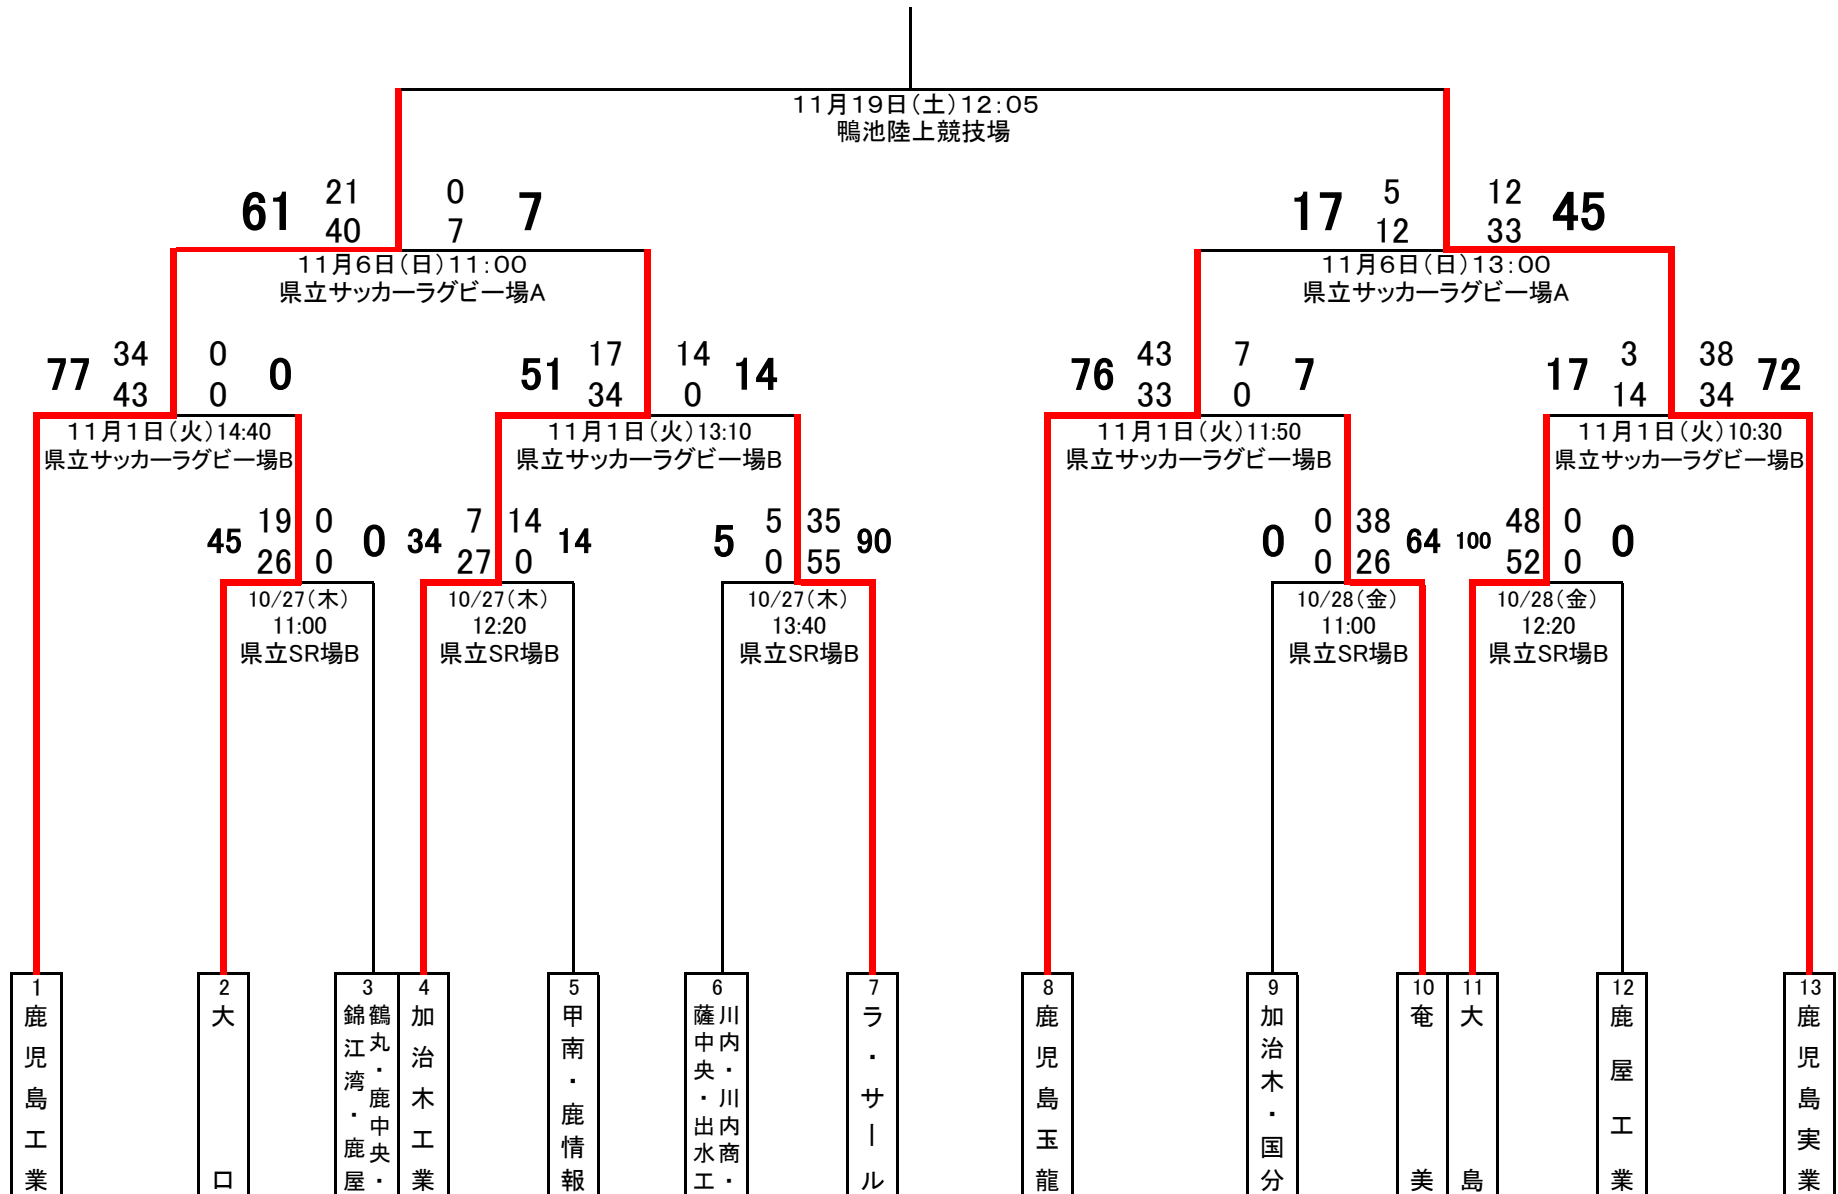 11月19日(土)12:05
鴨池陸上競技場
61 21 0 7
40 7
17 5 12 45
12 33
11月6日(日)11:00
県立サッカーラグビー場A
11月6日(日)13:00
県立サッカーラグビー場A
77 34 0 0
43 0
51 17 14 14
34 0
76 43 7 7
33 0
17 3 38 72
14 34
11月1日(火)14:40
県立サッカーラグビー場B
11月1日(火)13:10
県立サッカーラグビー場B
11月1日(火)11:50
県立サッカーラグビー場B
11月1日(火)10:30
県立サッカーラグビー場B
45 19 0 0
26 0
34 7 14 14
27 0
5 5 35 90
0 55
0 0 38 64
0 26
100 48 0 0
52 0
10/27(木)
11:00
県立SR場B
10/27(木)
12:20
県立SR場B
10/27(木)
13:40
県立SR場B
10/28(金)
11:00
県立SR場B
10/28(金)
12:20
県立SR場B
1
鹿児島工業
2
大口
3
鶴丸・鹿中央・
錦江湾・鹿屋
4
加治木工業
5
甲南・鹿情報
6
川内・川内商・
薩中央・出水工
7
ラ・サール
8
鹿児島玉龍
9
加治木・国分
10
奄美
11
大島
12
鹿屋工業
13
鹿児島実業